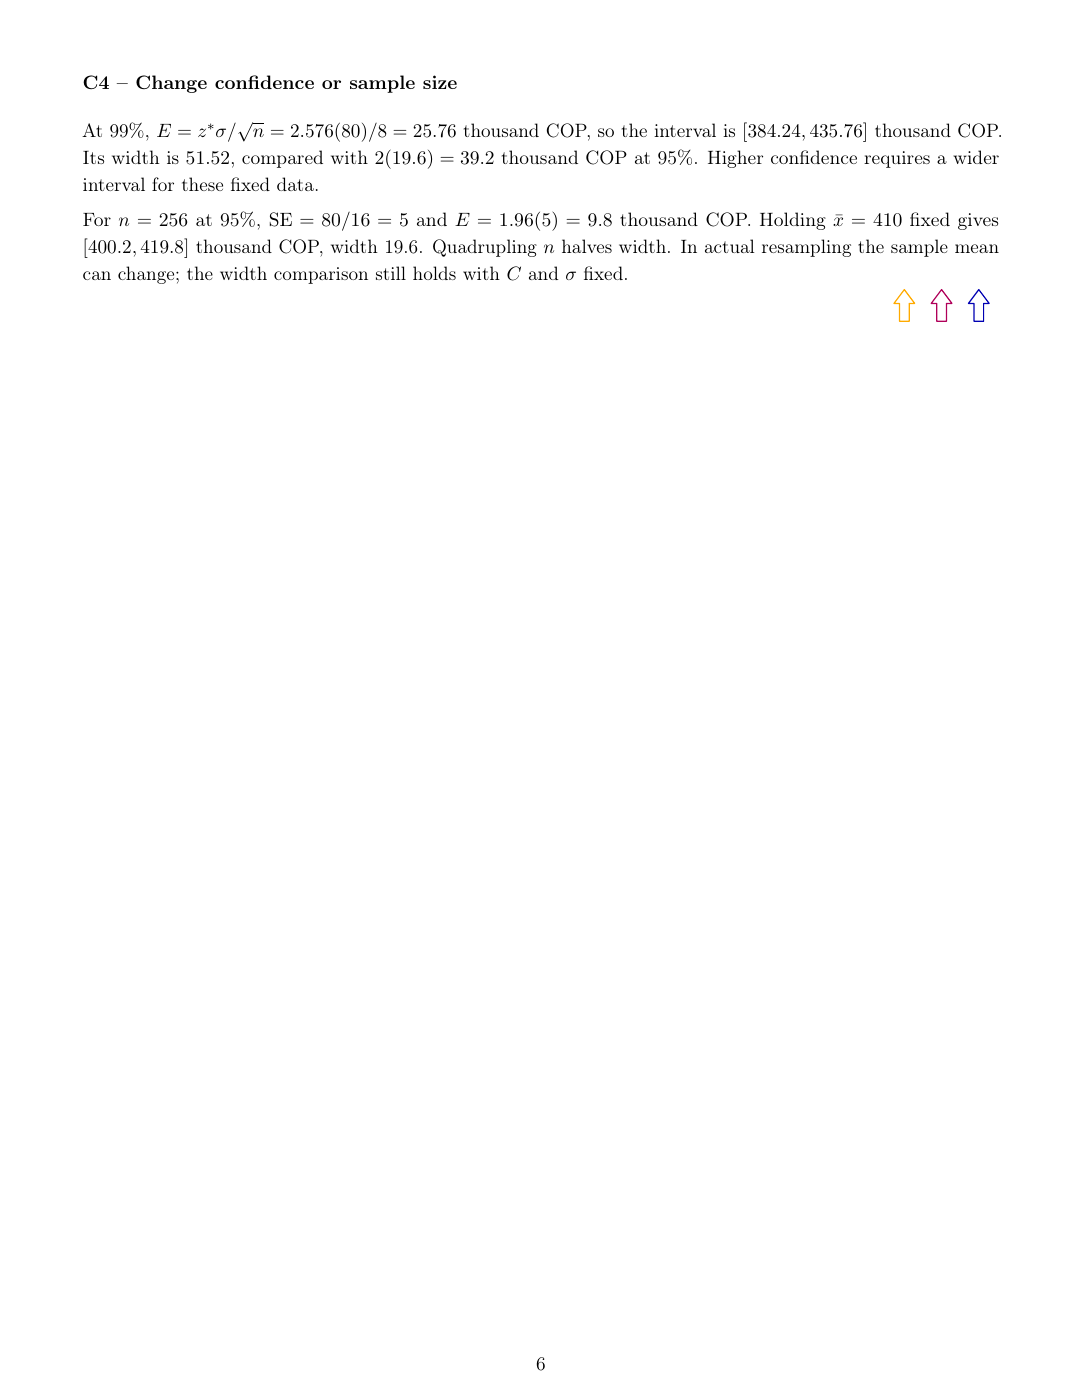 C4 – Change confidence or sample size
At 99%, E = z*σ/√n = 2.576(80)/8 = 25.76 thousand COP, so the interval is [384.24, 435.76] thousand COP.
Its width is 51.52, compared with 2(19.6) = 39.2 thousand COP at 95%. Higher confidence requires a wider
interval for these fixed data.
For n = 256 at 95%, SE = 80/16 = 5 and E = 1.96(5) = 9.8 thousand COP. Holding x̄ = 410 fixed gives
[400.2, 419.8] thousand COP, width 19.6. Quadrupling n halves width. In actual resampling the sample mean
can change; the width comparison still holds with C and σ fixed.
6